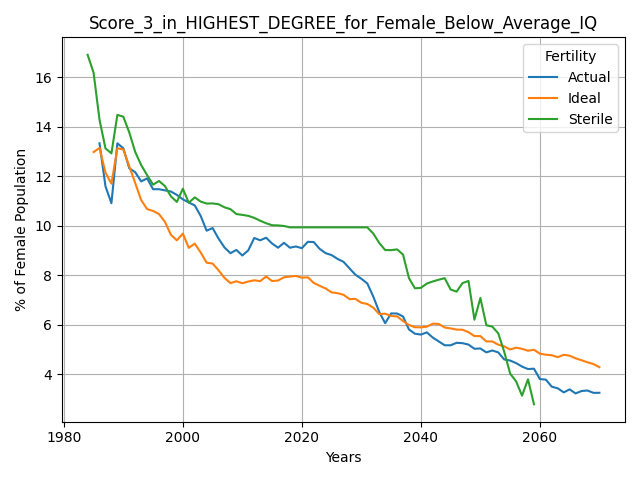 Score_3_in_HIGHEST_DEGREE_for_Female_Below_Average_IQ
% of Female Population
16
14
12
10
8
6
4
Fertility
Actual
Ideal
Sterile
1980
2000
2020
2040
2060
Years